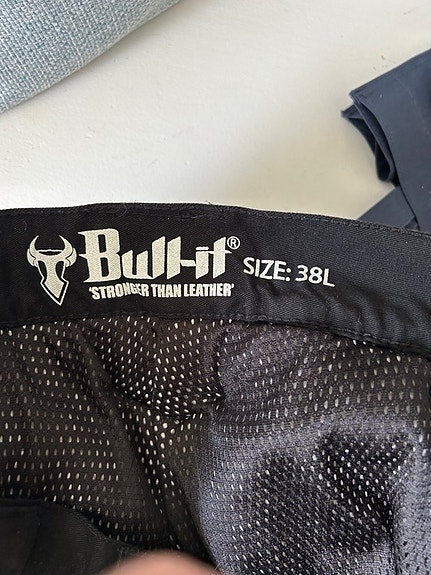 Bull-it® SIZE: 38L
'STRONGER THAN LEATHER'